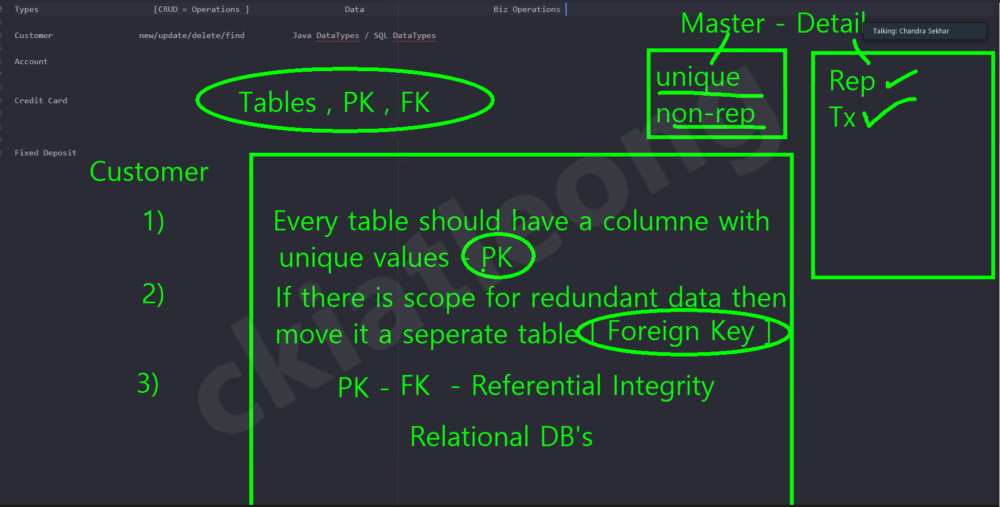 Types [CRUD = Operations ] Data Biz Operations
Master - Detail
Talking: Chandra Sekhar
Customer new/update/delete/find Java DataTypes / SQL DataTypes
Account
unique
non-rep
Rep
Tx
Tables , PK , FK
Credit Card
Fixed Deposit
Customer
1) Every table should have a columne with
unique values - PK
2) If there is scope for redundant data then
move it a seperate table [ Foreign Key ]
3) PK - FK - Referential Integrity
Relational DB's
ckiatleong